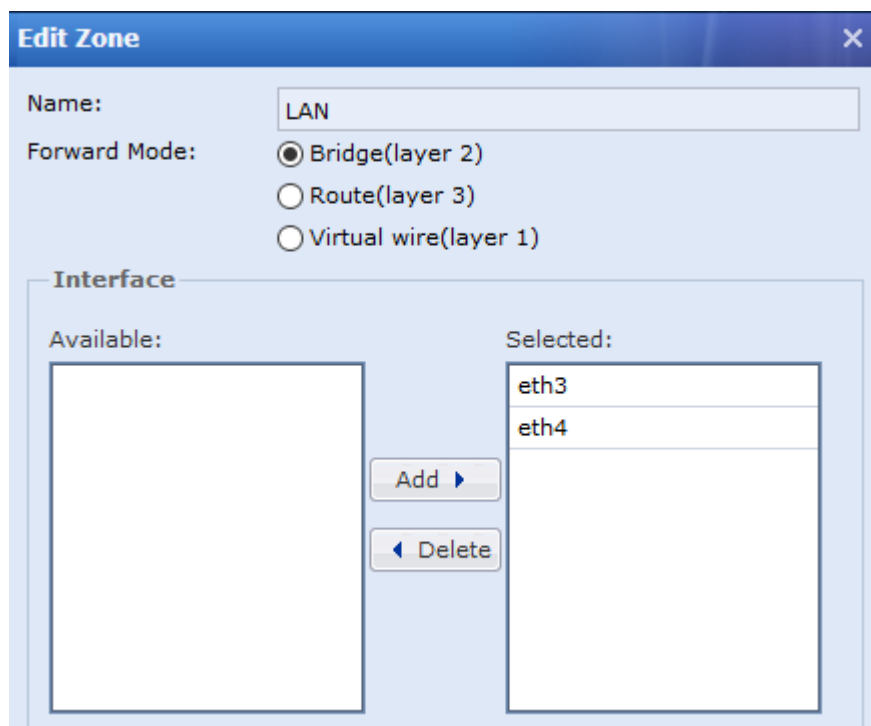 Edit Zone
Name: LAN
Forward Mode: Bridge(layer 2)
Route(layer 3)
Virtual wire(layer 1)
Interface
Available: Selected:
eth3
eth4
Add
Delete